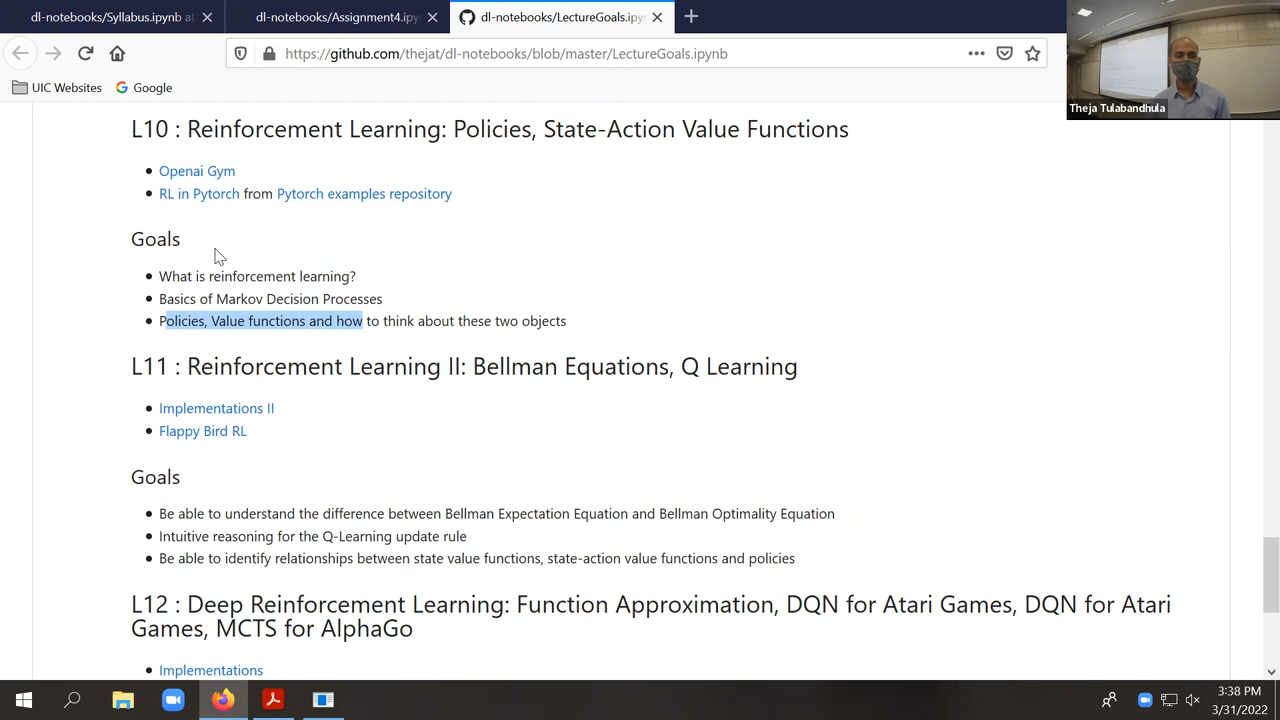 dl-notebooks/Syllabus.ipynb at
dl-notebooks/Assignment4.ipy
dl-notebooks/LectureGoals.ipyn
https://github.com/thejat/dl-notebooks/blob/master/LectureGoals.ipynb
UIC Websites
Google
Theja Tulabandhula
L10 : Reinforcement Learning: Policies, State-Action Value Functions
Openai Gym
RL in Pytorch from Pytorch examples repository
Goals
What is reinforcement learning?
Basics of Markov Decision Processes
Policies, Value functions and how to think about these two objects
L11 : Reinforcement Learning II: Bellman Equations, Q Learning
Implementations II
Flappy Bird RL
Goals
Be able to understand the difference between Bellman Expectation Equation and Bellman Optimality Equation
Intuitive reasoning for the Q-Learning update rule
Be able to identify relationships between state value functions, state-action value functions and policies
L12 : Deep Reinforcement Learning: Function Approximation, DQN for Atari Games, DQN for Atari
Games, MCTS for AlphaGo
Implementations
3:38 PM
3/31/2022